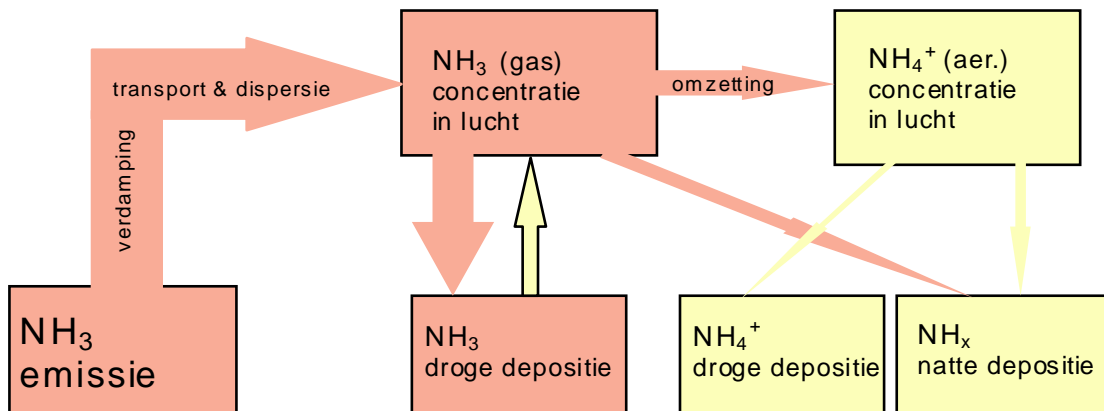 NH₃ (gas)
concentratie
in lucht
NH₄⁺ (aer.)
concentratie
in lucht
transport & dispersie
omzetting
verdamping
NH₃
emissie
NH₃
droge depositie
NH₄⁺
droge depositie
NHₓ
natte depositie